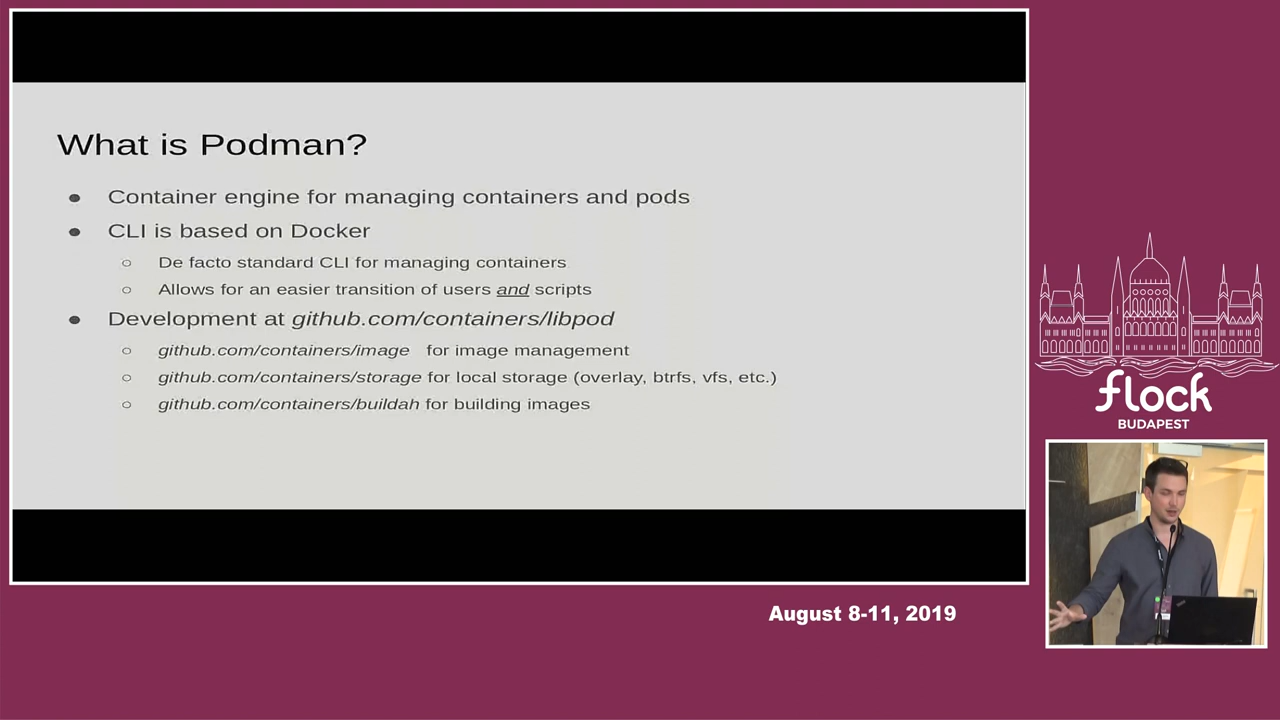 What is Podman?
Container engine for managing containers and pods
CLI is based on Docker
De facto standard CLI for managing containers
Allows for an easier transition of users and scripts
Development at github.com/containers/libpod
github.com/containers/image for image management
github.com/containers/storage for local storage (overlay, btrfs, vfs, etc.)
github.com/containers/buildah for building images
flock
BUDAPEST
August 8-11, 2019